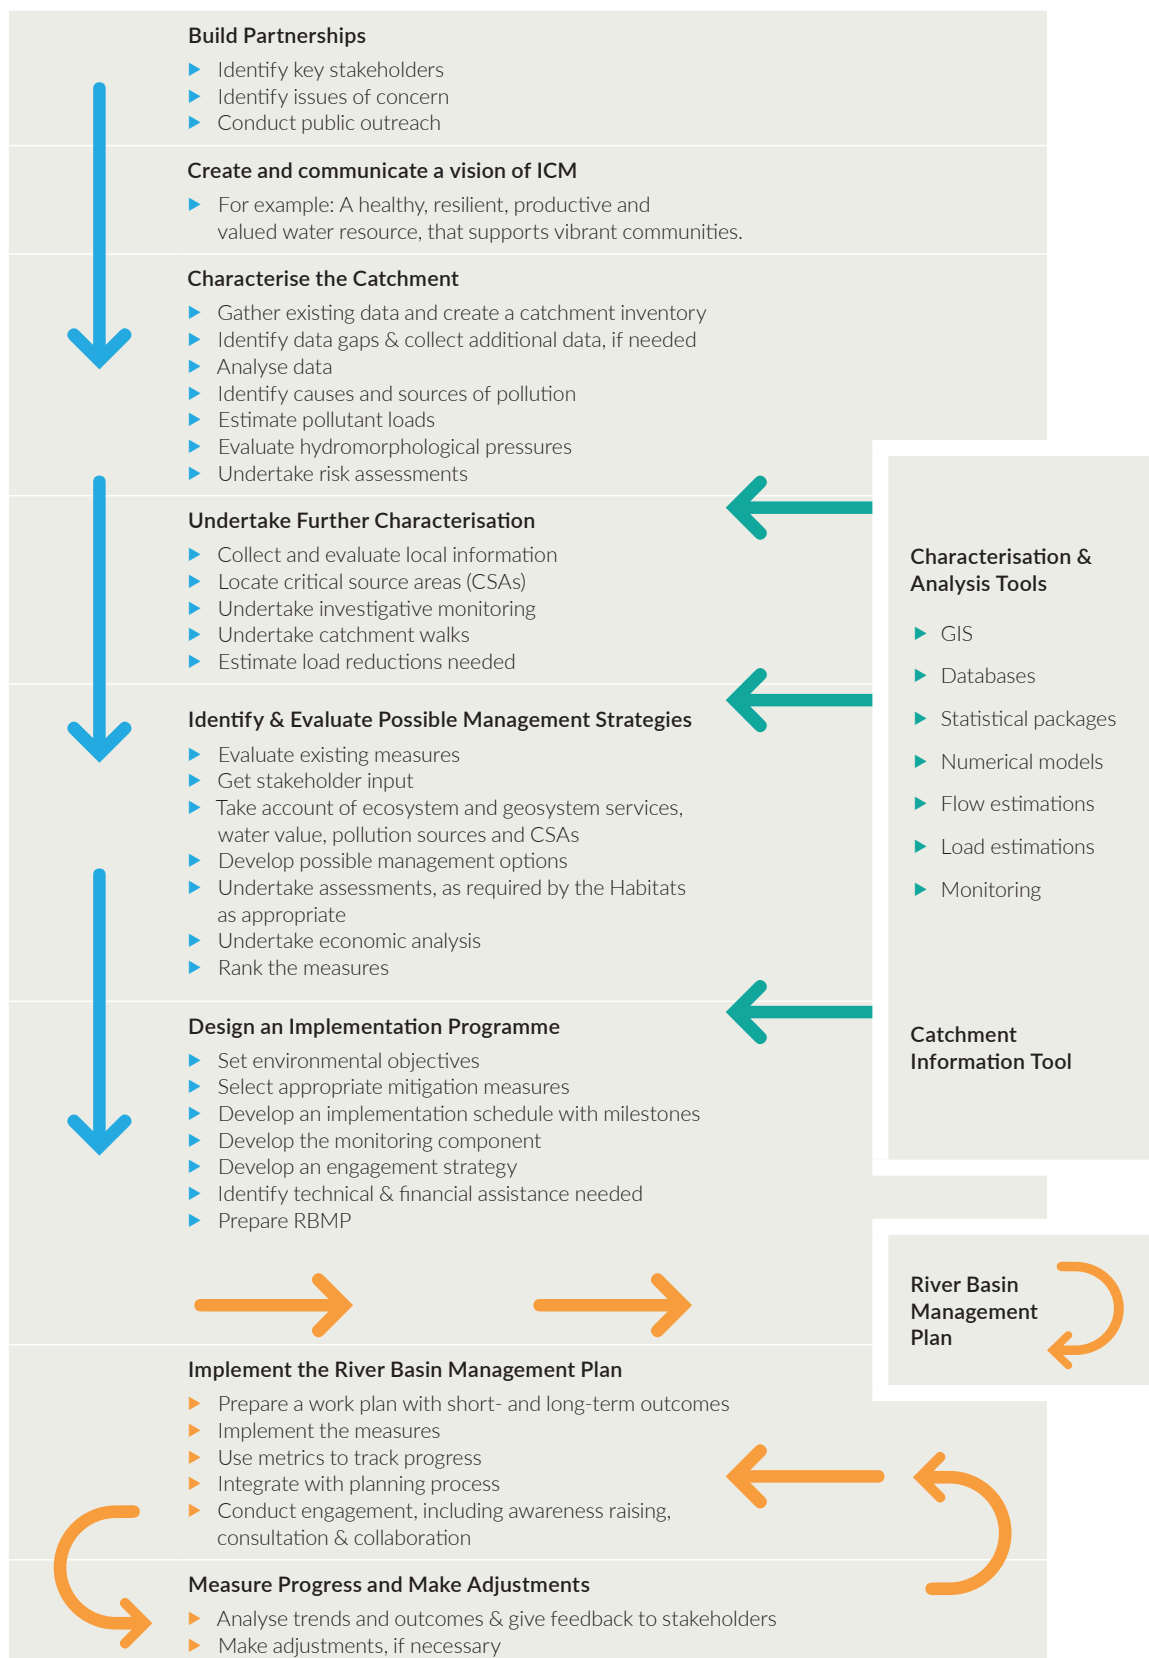 Build Partnerships
Identify key stakeholders
Identify issues of concern
Conduct public outreach
Create and communicate a vision of ICM
For example: A healthy, resilient, productive and
valued water resource, that supports vibrant communities.
Characterise the Catchment
Gather existing data and create a catchment inventory
Identify data gaps & collect additional data, if needed
Analyse data
Identify causes and sources of pollution
Estimate pollutant loads
Evaluate hydromorphological pressures
Undertake risk assessments
Undertake Further Characterisation
Collect and evaluate local information
Locate critical source areas (CSAs)
Undertake investigative monitoring
Undertake catchment walks
Estimate load reductions needed
Identify & Evaluate Possible Management Strategies
Evaluate existing measures
Get stakeholder input
Take account of ecosystem and geosystem services,
water value, pollution sources and CSAs
Develop possible management options
Undertake assessments, as required by the Habitats
as appropriate
Undertake economic analysis
Rank the measures
Design an Implementation Programme
Set environmental objectives
Select appropriate mitigation measures
Develop an implementation schedule with milestones
Develop the monitoring component
Develop an engagement strategy
Identify technical & financial assistance needed
Prepare RBMP
Characterisation &
Analysis Tools
GIS
Databases
Statistical packages
Numerical models
Flow estimations
Load estimations
Monitoring
Catchment
Information Tool
River Basin
Management
Plan
Implement the River Basin Management Plan
Prepare a work plan with short- and long-term outcomes
Implement the measures
Use metrics to track progress
Integrate with planning process
Conduct engagement, including awareness raising,
consultation & collaboration
Measure Progress and Make Adjustments
Analyse trends and outcomes & give feedback to stakeholders
Make adjustments, if necessary